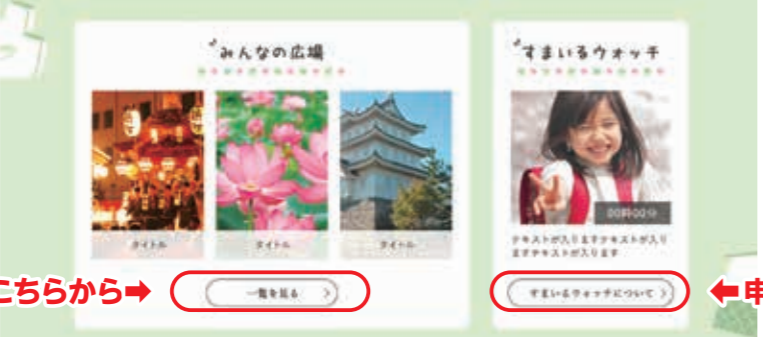 みんなの広場
すまいるウォッチ
00時00分
タイトル
タイトル
タイトル
テキストが入りますテキストが入り
ますテキストが入ります
こちらから➡
一覧を見る
すまいるウォッチについて
⬅申